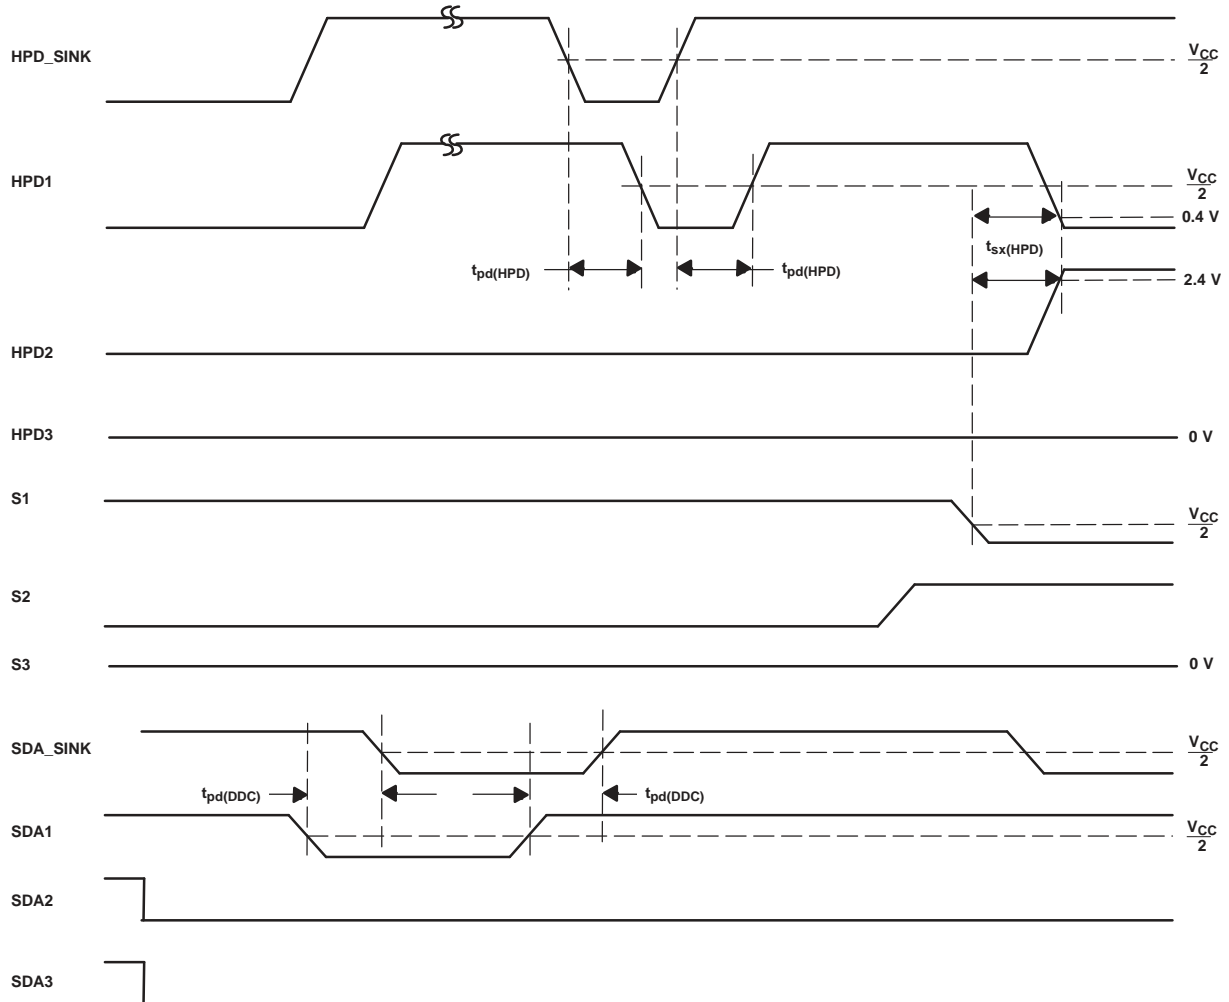 HPD_SINK
VCC
2
HPD1
VCC
2
0.4 V
tsx(HPD)
tpd(HPD)
tpd(HPD)
2.4 V
HPD2
HPD3
0 V
S1
VCC
2
S2
S3
0 V
SDA_SINK
VCC
2
tpd(DDC)
tpd(DDC)
SDA1
VCC
2
SDA2
SDA3